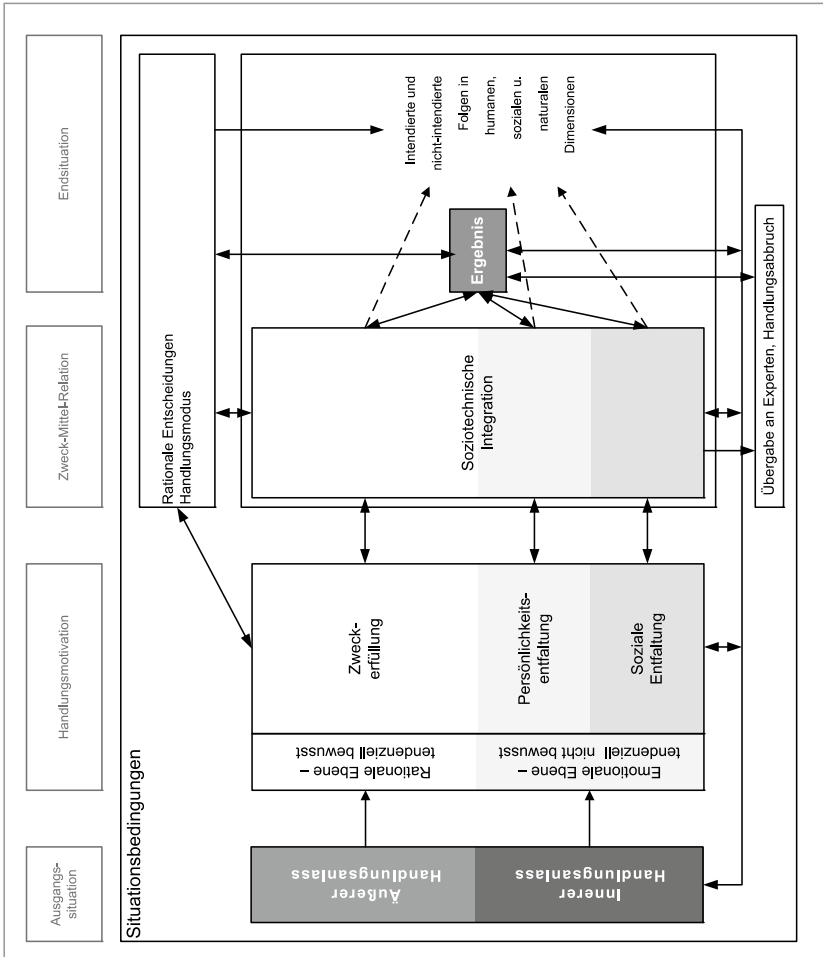 Ausgangs-
situation
Handlungsmotivation
Zweck-Mittel-Relation
Endsituation
Situationsbedingungen
Rationale Entscheidungen
Handlungsmodus
Äußerer
Handlungsanlass
Innerer
Handlungsanlass
Rationale Ebene –
tendenziell bewusst
Emotionale Ebene –
tendenziell nicht bewusst
Zweck-
erfüllung
Persönlichkeits-
entfaltung
Soziale
Entfaltung
Soziotechnische
Integration
Ergebnis
Intendierte und
nicht-intendierte
Folgen in
humanen,
sozialen u.
naturalen
Dimensionen
Übergabe an Experten, Handlungsabbruch